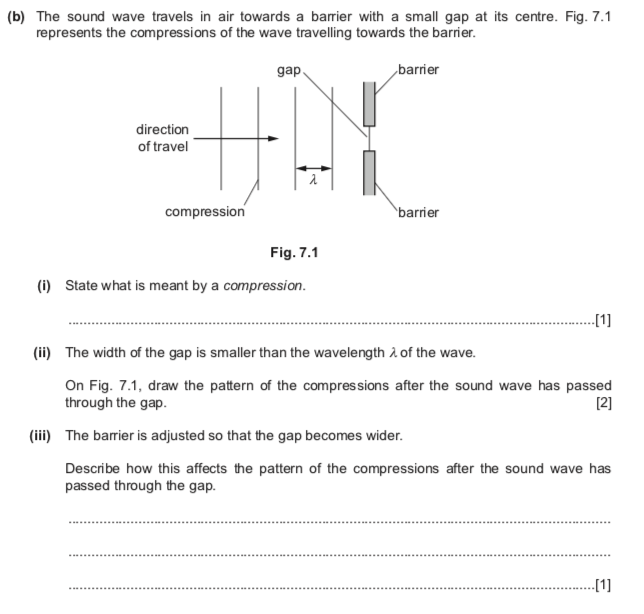 (b) The sound wave travels in air towards a barrier with a small gap at its centre. Fig. 7.1
represents the compressions of the wave travelling towards the barrier.
gap
barrier
direction
of travel
λ
compression
barrier
Fig. 7.1
(i) State what is meant by a compression.
..........[1]
(ii) The width of the gap is smaller than the wavelength λ of the wave.
On Fig. 7.1, draw the pattern of the compressions after the sound wave has passed
through the gap. [2]
(iii) The barrier is adjusted so that the gap becomes wider.
Describe how this affects the pattern of the compressions after the sound wave has
passed through the gap.
..........
..........
..........[1]